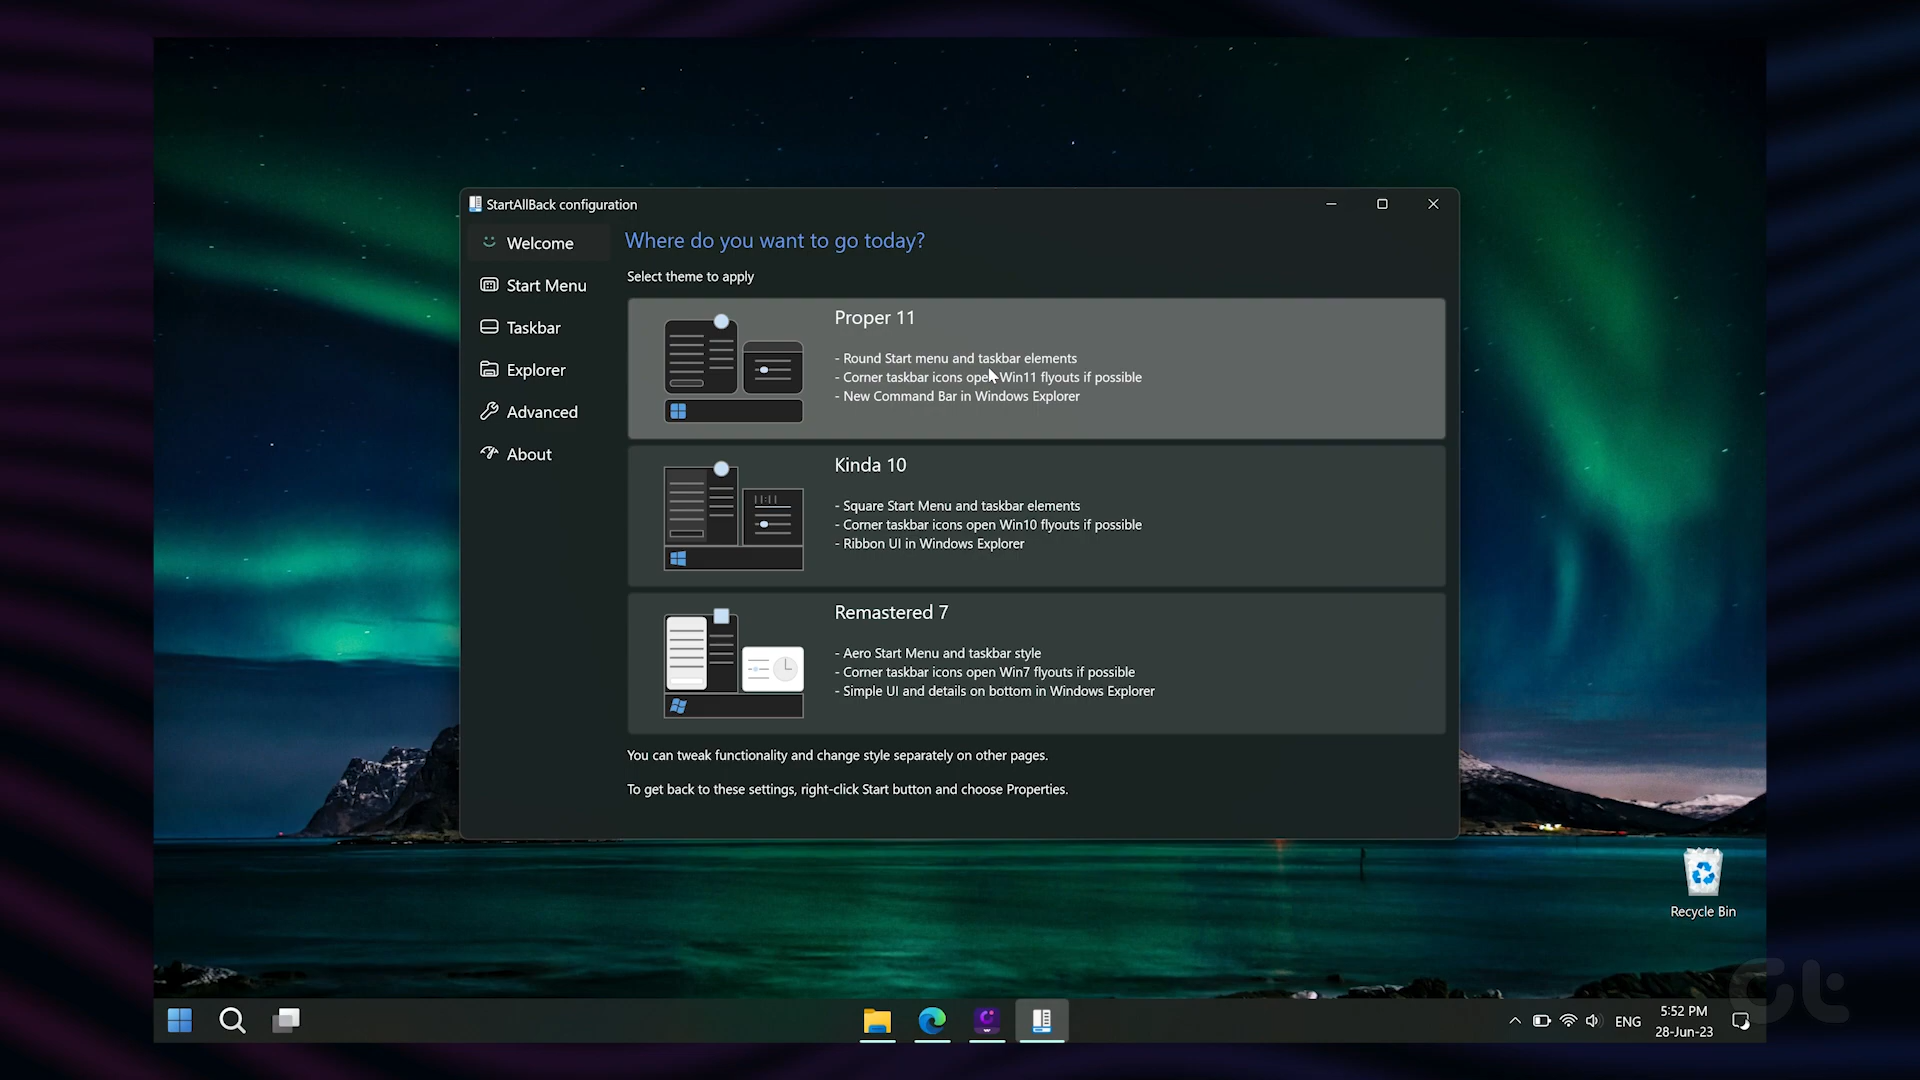 StartAllBack configuration
Welcome
Start Menu
Taskbar
Explorer
Advanced
About
Where do you want to go today?
Select theme to apply
Proper 11
- Round Start menu and taskbar elements
- Corner taskbar icons open Win11 flyouts if possible
- New Command Bar in Windows Explorer
Kinda 10
- Square Start Menu and taskbar elements
- Corner taskbar icons open Win10 flyouts if possible
- Ribbon UI in Windows Explorer
11:11
Remastered 7
- Aero Start Menu and taskbar style
- Corner taskbar icons open Win7 flyouts if possible
- Simple UI and details on bottom in Windows Explorer
You can tweak functionality and change style separately on other pages.
To get back to these settings, right-click Start button and choose Properties.
Recycle Bin
ENG
5:52 PM
28-Jun-23
Gt